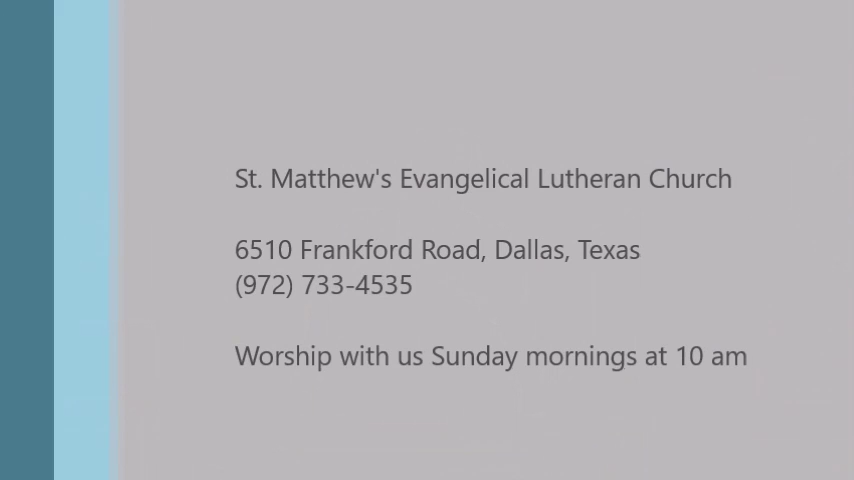 St. Matthew's Evangelical Lutheran Church
6510 Frankford Road, Dallas, Texas
(972) 733-4535
Worship with us Sunday mornings at 10 am